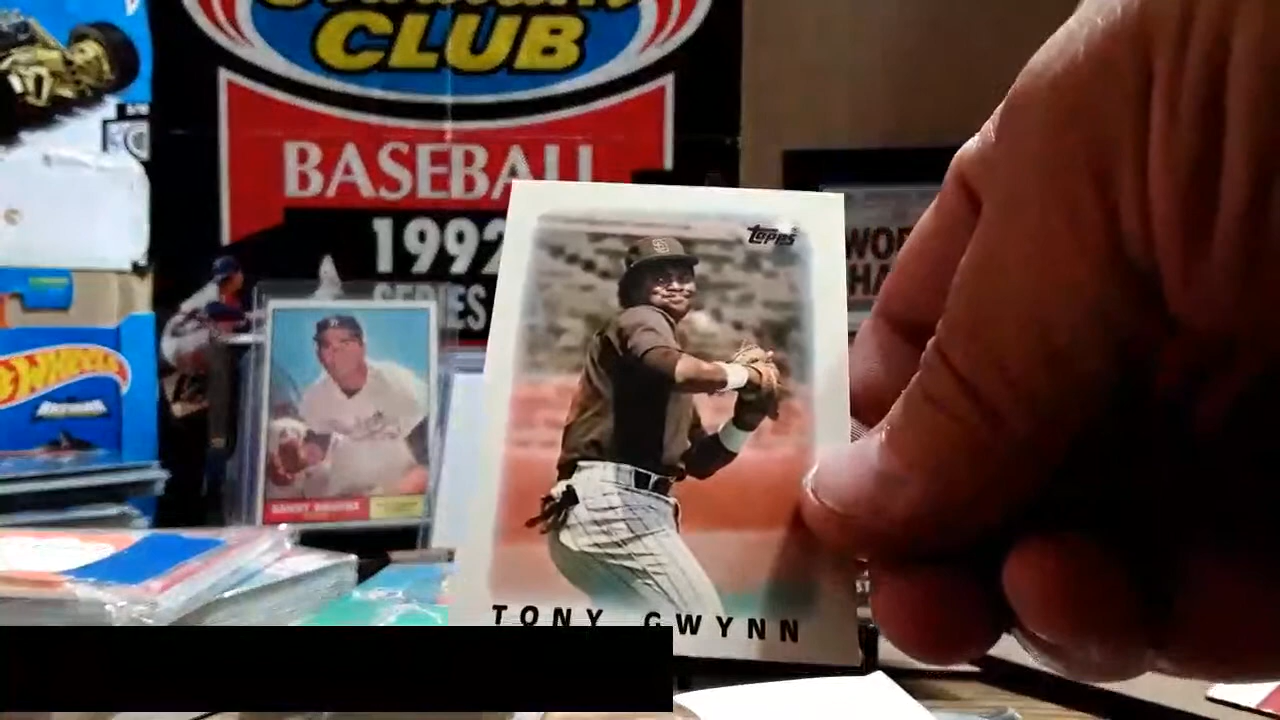 CLUB
BASEBALL
1992
SERIES
HOT WHEELS
Topps
TONY GWYNN